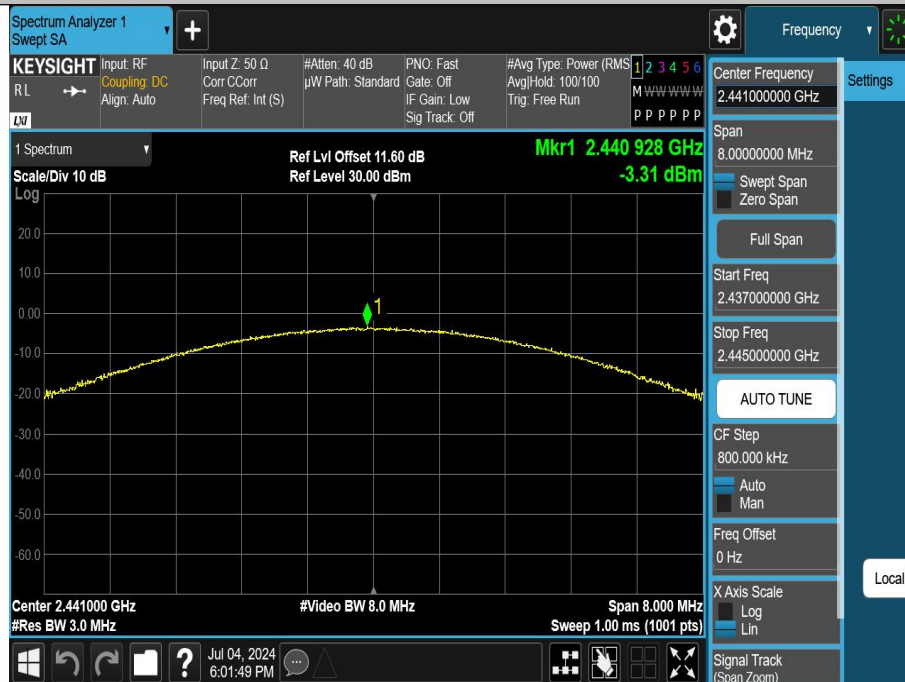 Spectrum Analyzer 1
Swept SA
+
Frequency
KEYSIGHT
RL
LXI
Input: RF
Coupling: DC
Align: Auto
Input Z: 50 Ω
Corr CCorr
Freq Ref: Int (S)
#Atten: 40 dB
µW Path: Standard
PNO: Fast
Gate: Off
IF Gain: Low
Sig Track: Off
#Avg Type: Power (RMS
Avg|Hold: 100/100
Trig: Free Run
1 2 3 4 5 6
M W W W W W
P P P P P P
1 Spectrum
Scale/Div 10 dB
Log
Ref Lvl Offset 11.60 dB
Ref Level 30.00 dBm
Mkr1 2.440 928 GHz
-3.31 dBm
20.0
10.0
0.00
-10.0
-20.0
-30.0
-40.0
-50.0
-60.0
1
Center 2.441000 GHz
#Video BW 8.0 MHz
Span 8.000 MHz
#Res BW 3.0 MHz
Sweep 1.00 ms (1001 pts)
?
Jul 04, 2024
6:01:49 PM
Center Frequency
2.441000000 GHz
Settings
Span
8.00000000 MHz
Swept Span
Zero Span
Full Span
Start Freq
2.437000000 GHz
Stop Freq
2.445000000 GHz
AUTO TUNE
CF Step
800.000 kHz
Auto
Man
Freq Offset
0 Hz
Local
X Axis Scale
Log
Lin
Signal Track
(Span Zoom)